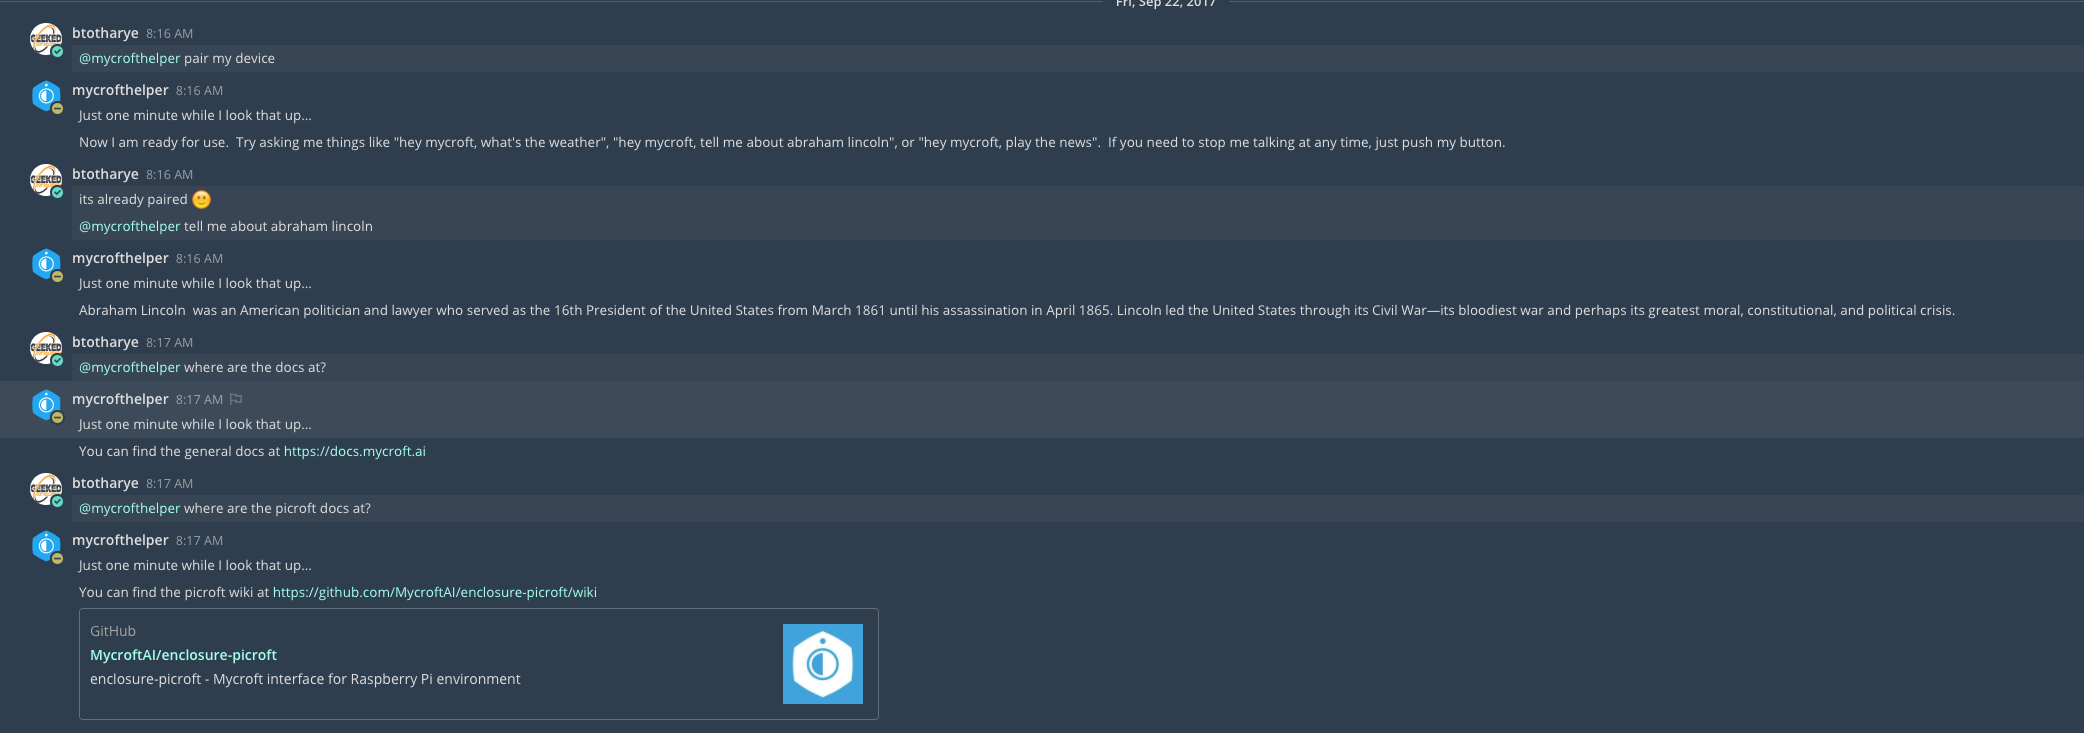 Fri, Sep 22, 2017
btotharye 8:16 AM
@mycrofthelper pair my device
mycrofthelper 8:16 AM
Just one minute while I look that up...
Now I am ready for use.  Try asking me things like "hey mycroft, what's the weather", "hey mycroft, tell me about abraham lincoln", or "hey mycroft, play the news".  If you need to stop me talking at any time, just push my button.
btotharye 8:16 AM
its already paired 🙂
@mycrofthelper tell me about abraham lincoln
mycrofthelper 8:16 AM
Just one minute while I look that up...
Abraham Lincoln  was an American politician and lawyer who served as the 16th President of the United States from March 1861 until his assassination in April 1865. Lincoln led the United States through its Civil War—its bloodiest war and perhaps its greatest moral, constitutional, and political crisis.
btotharye 8:17 AM
@mycrofthelper where are the docs at?
mycrofthelper 8:17 AM
Just one minute while I look that up...
You can find the general docs at https://docs.mycroft.ai
btotharye 8:17 AM
@mycrofthelper where are the picroft docs at?
mycrofthelper 8:17 AM
Just one minute while I look that up...
You can find the picroft wiki at https://github.com/MycroftAI/enclosure-picroft/wiki
GitHub
MycroftAI/enclosure-picroft
enclosure-picroft - Mycroft interface for Raspberry Pi environment